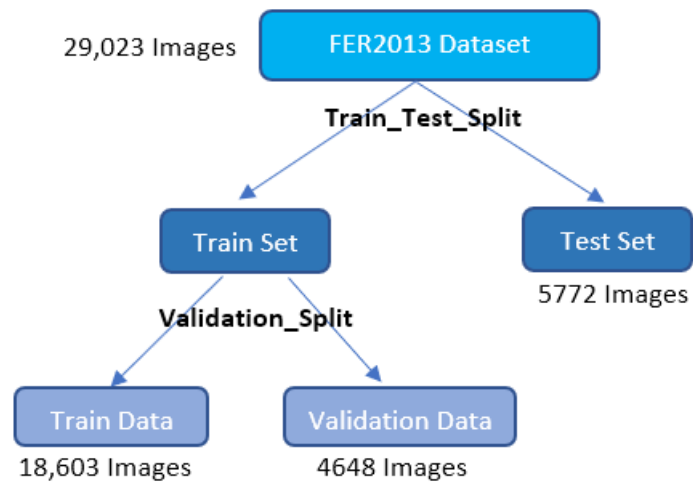 29,023 Images
FER2013 Dataset
Train_Test_Split
Train Set
Test Set
5772 Images
Validation_Split
Train Data
Validation Data
18,603 Images
4648 Images